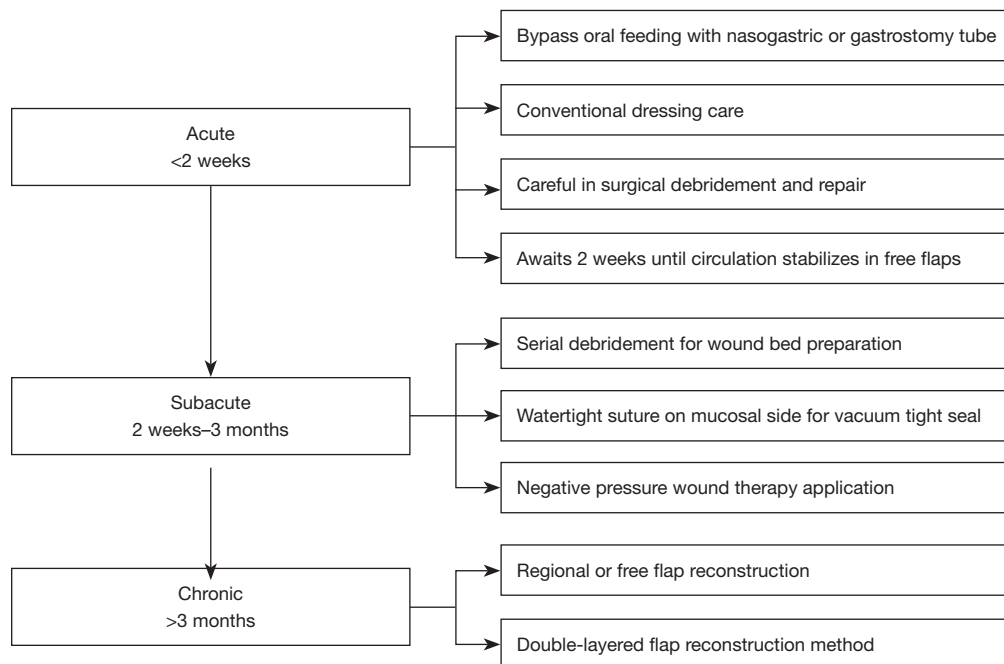 Bypass oral feeding with nasogastric or gastrostomy tube
Conventional dressing care
Acute
<2 weeks
Careful in surgical debridement and repair
Awaits 2 weeks until circulation stabilizes in free flaps
Serial debridement for wound bed preparation
Subacute
2 weeks–3 months
Watertight suture on mucosal side for vacuum tight seal
Negative pressure wound therapy application
Regional or free flap reconstruction
Chronic
>3 months
Double-layered flap reconstruction method